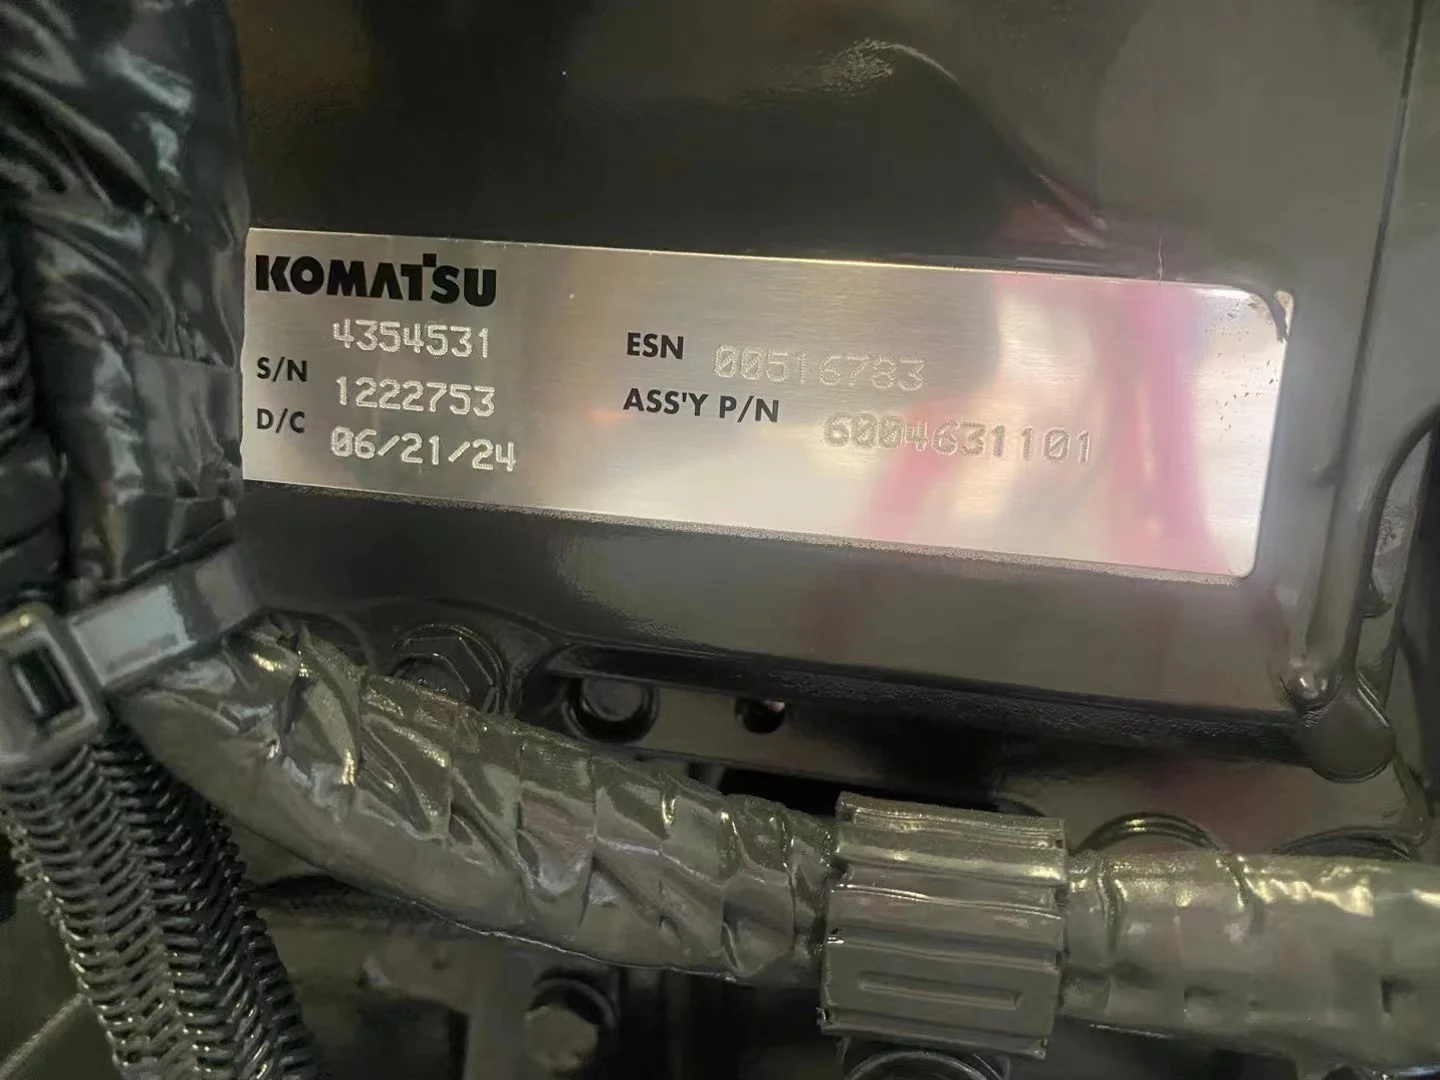 KOMATSU
4354531
S/N 1222753
D/C 06/21/24
ESN 00516783
ASS'Y P/N 6004631101